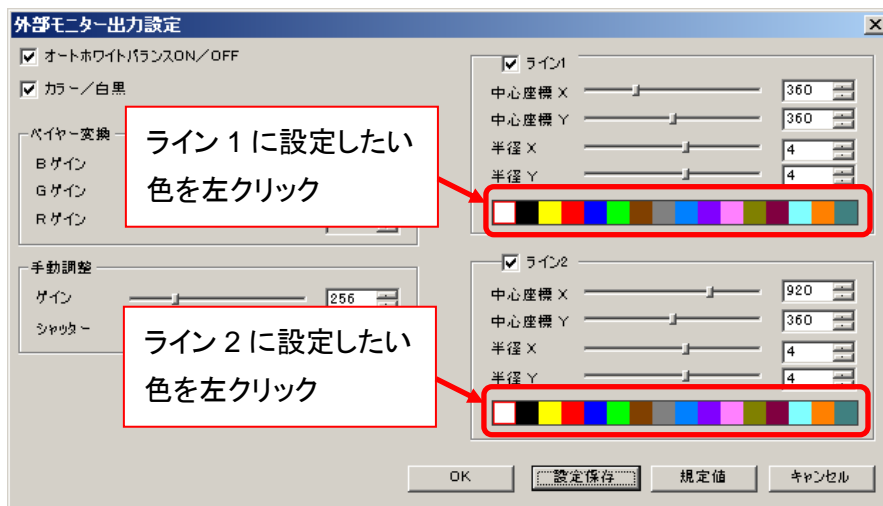 外部モニター出力設定
オートホワイトバランスON／OFF
カラー／白黒
ベイヤー変換
Bゲイン
Gゲイン
Rゲイン
手動調整
ゲイン
256
シャッター
ライン 1 に設定したい
色を左クリック
ライン 2 に設定したい
色を左クリック
ライン1
中心座標 X
360
中心座標 Y
360
半径 X
4
半径 Y
4
ライン2
中心座標 X
920
中心座標 Y
360
半径 X
4
半径 Y
4
OK
設定保存
規定値
キャンセル